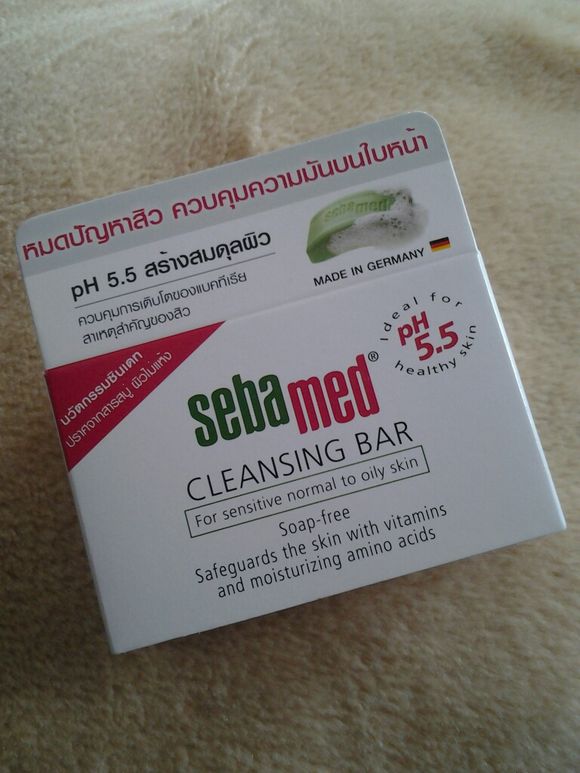 หมดปัญหาสิว ควบคุมความมันบนใบหน้า
pH 5.5 สร้างสมดุลผิว
ควบคุมการเติบโตของแบคทีเรีย
สาเหตุสำคัญของสิว
sebamed
MADE IN GERMANY
นวัตกรรมซินเดท
ปราศจากสารสบู่ ผิวไม่แห้ง
Ideal for
pH
5.5
healthy skin
sebamed®
CLEANSING BAR
For sensitive normal to oily skin
Soap-free
Safeguards the skin with vitamins
and moisturizing amino acids